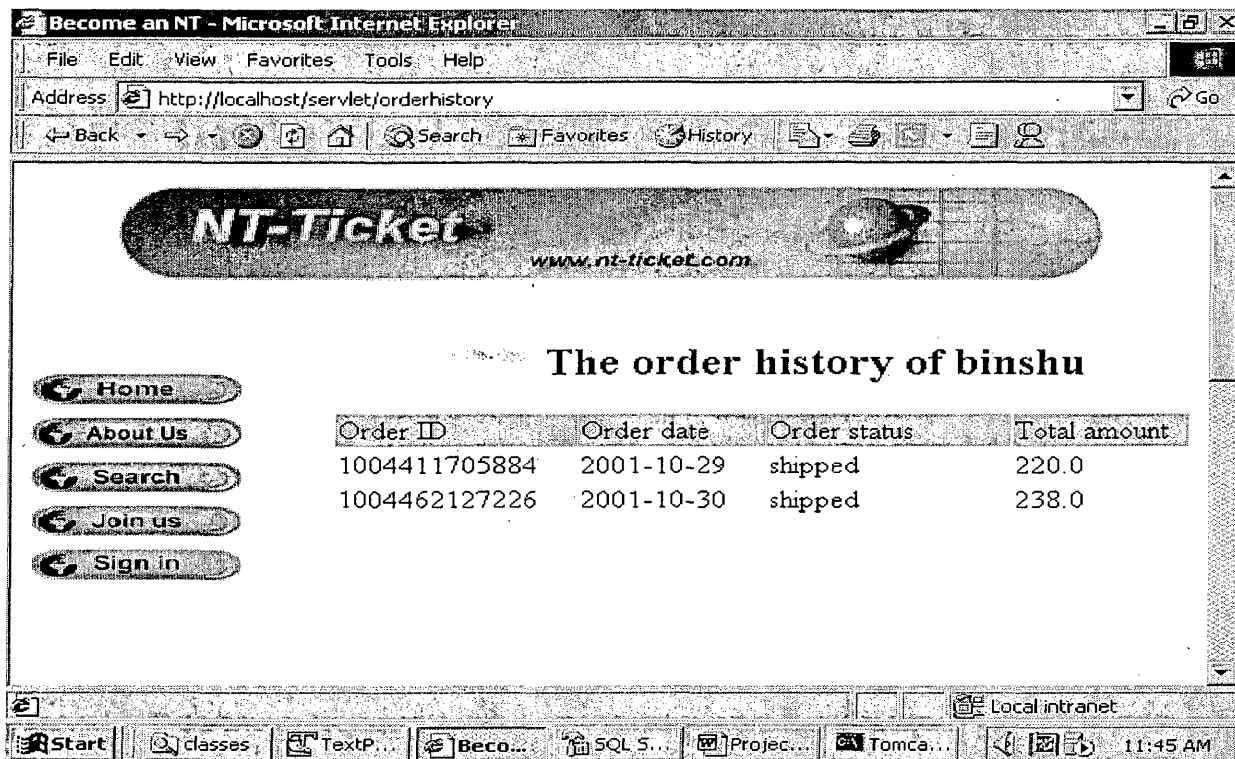 Become an NT - Microsoft Internet Explorer
File Edit View Favorites Tools Help
Address http://localhost/servlet/orderhistory Go
Back Search Favorites History
NT-Ticket
www.nt-ticket.com
The order history of binshu
Home
About Us
Search
Join us
Sign in
Order ID Order date Order status Total amount
1004411705884 2001-10-29 shipped 220.0
1004462127226 2001-10-30 shipped 238.0
Local intranet
Start classes TextP... Beco... SQL S... Projec... Tomca... 11:45 AM